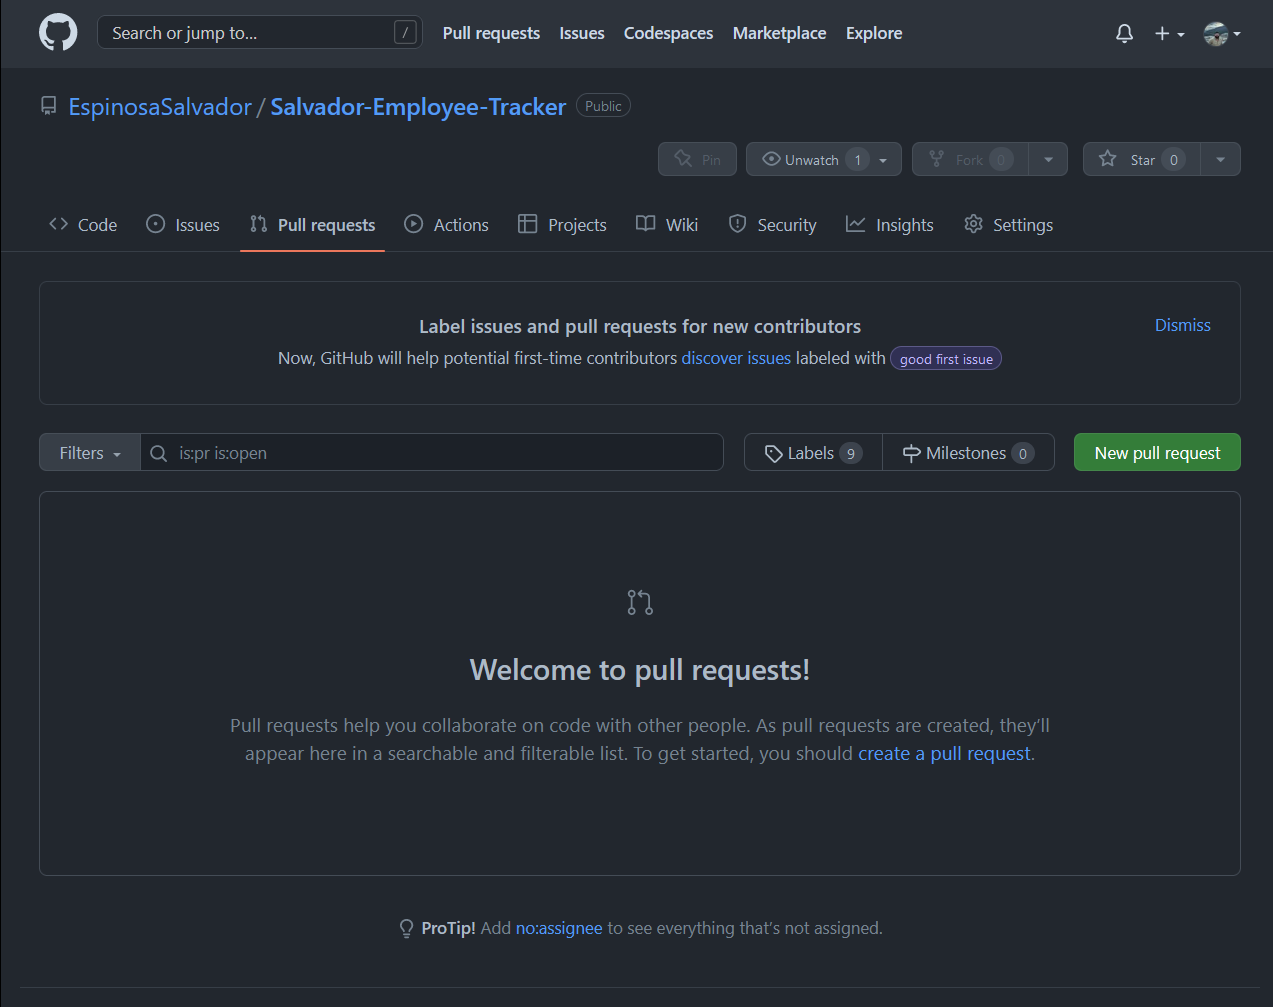 Search or jump to... / Pull requests Issues Codespaces Marketplace Explore
EspinosaSalvador / Salvador-Employee-Tracker Public
Pin Unwatch 1 Fork 0 Star 0
Code Issues Pull requests Actions Projects Wiki Security Insights Settings
Label issues and pull requests for new contributors Dismiss
Now, GitHub will help potential first-time contributors discover issues labeled with good first issue
Filters is:pr is:open Labels 9 Milestones 0 New pull request
Welcome to pull requests!
Pull requests help you collaborate on code with other people. As pull requests are created, they’ll
appear here in a searchable and filterable list. To get started, you should create a pull request.
ProTip! Add no:assignee to see everything that’s not assigned.